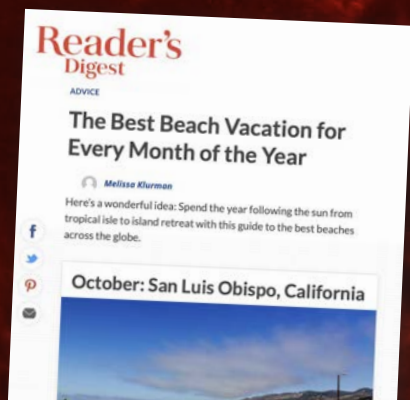 Reader's
Digest
ADVICE
The Best Beach Vacation for
Every Month of the Year
Melissa Klurman
Here's a wonderful idea: Spend the year following the sun from
tropical isle to island retreat with this guide to the best beaches
across the globe.
October: San Luis Obispo, California